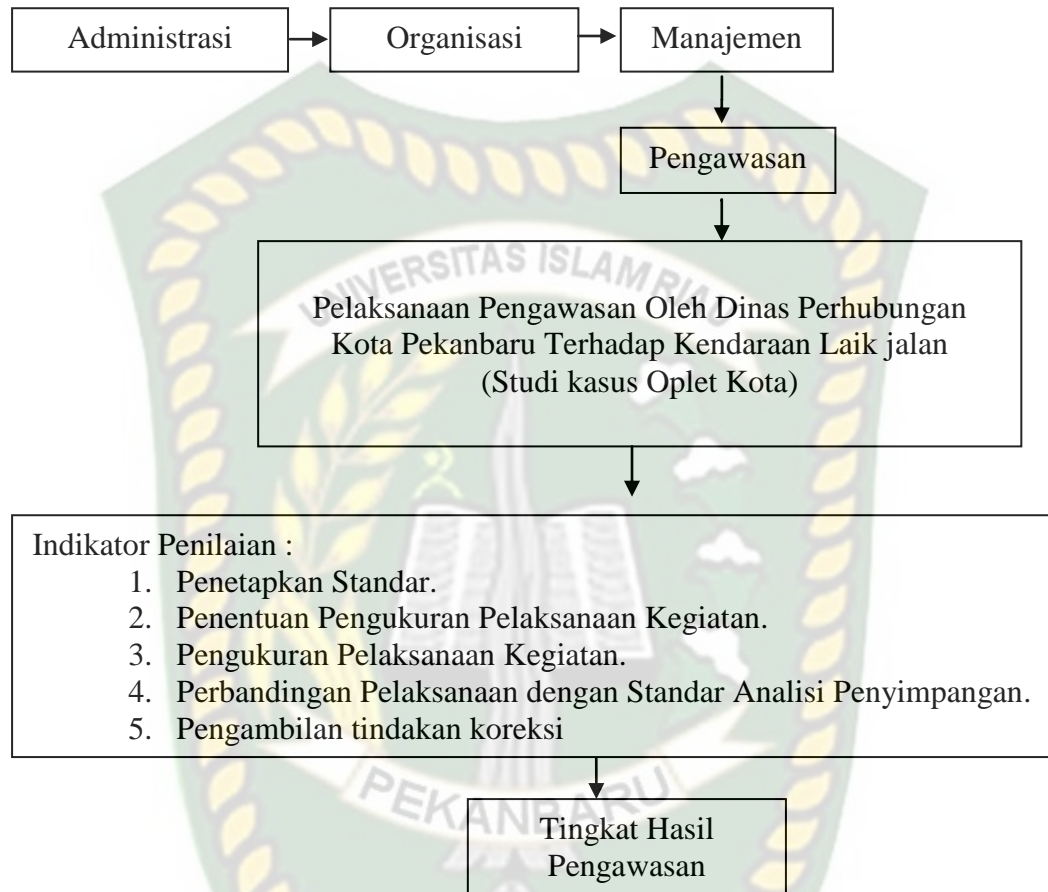 Administrasi
Organisasi
Manajemen
Pengawasan
UNIVERSITAS ISLAM RIAU
Pelaksanaan Pengawasan Oleh Dinas Perhubungan
Kota Pekanbaru Terhadap Kendaraan Laik jalan
(Studi kasus Oplet Kota)
Indikator Penilaian :
1. Penetapkan Standar.
2. Penentuan Pengukuran Pelaksanaan Kegiatan.
3. Pengukuran Pelaksanaan Kegiatan.
4. Perbandingan Pelaksanaan dengan Standar Analisi Penyimpangan.
5. Pengambilan tindakan koreksi
PEKANBARU
Tingkat Hasil
Pengawasan